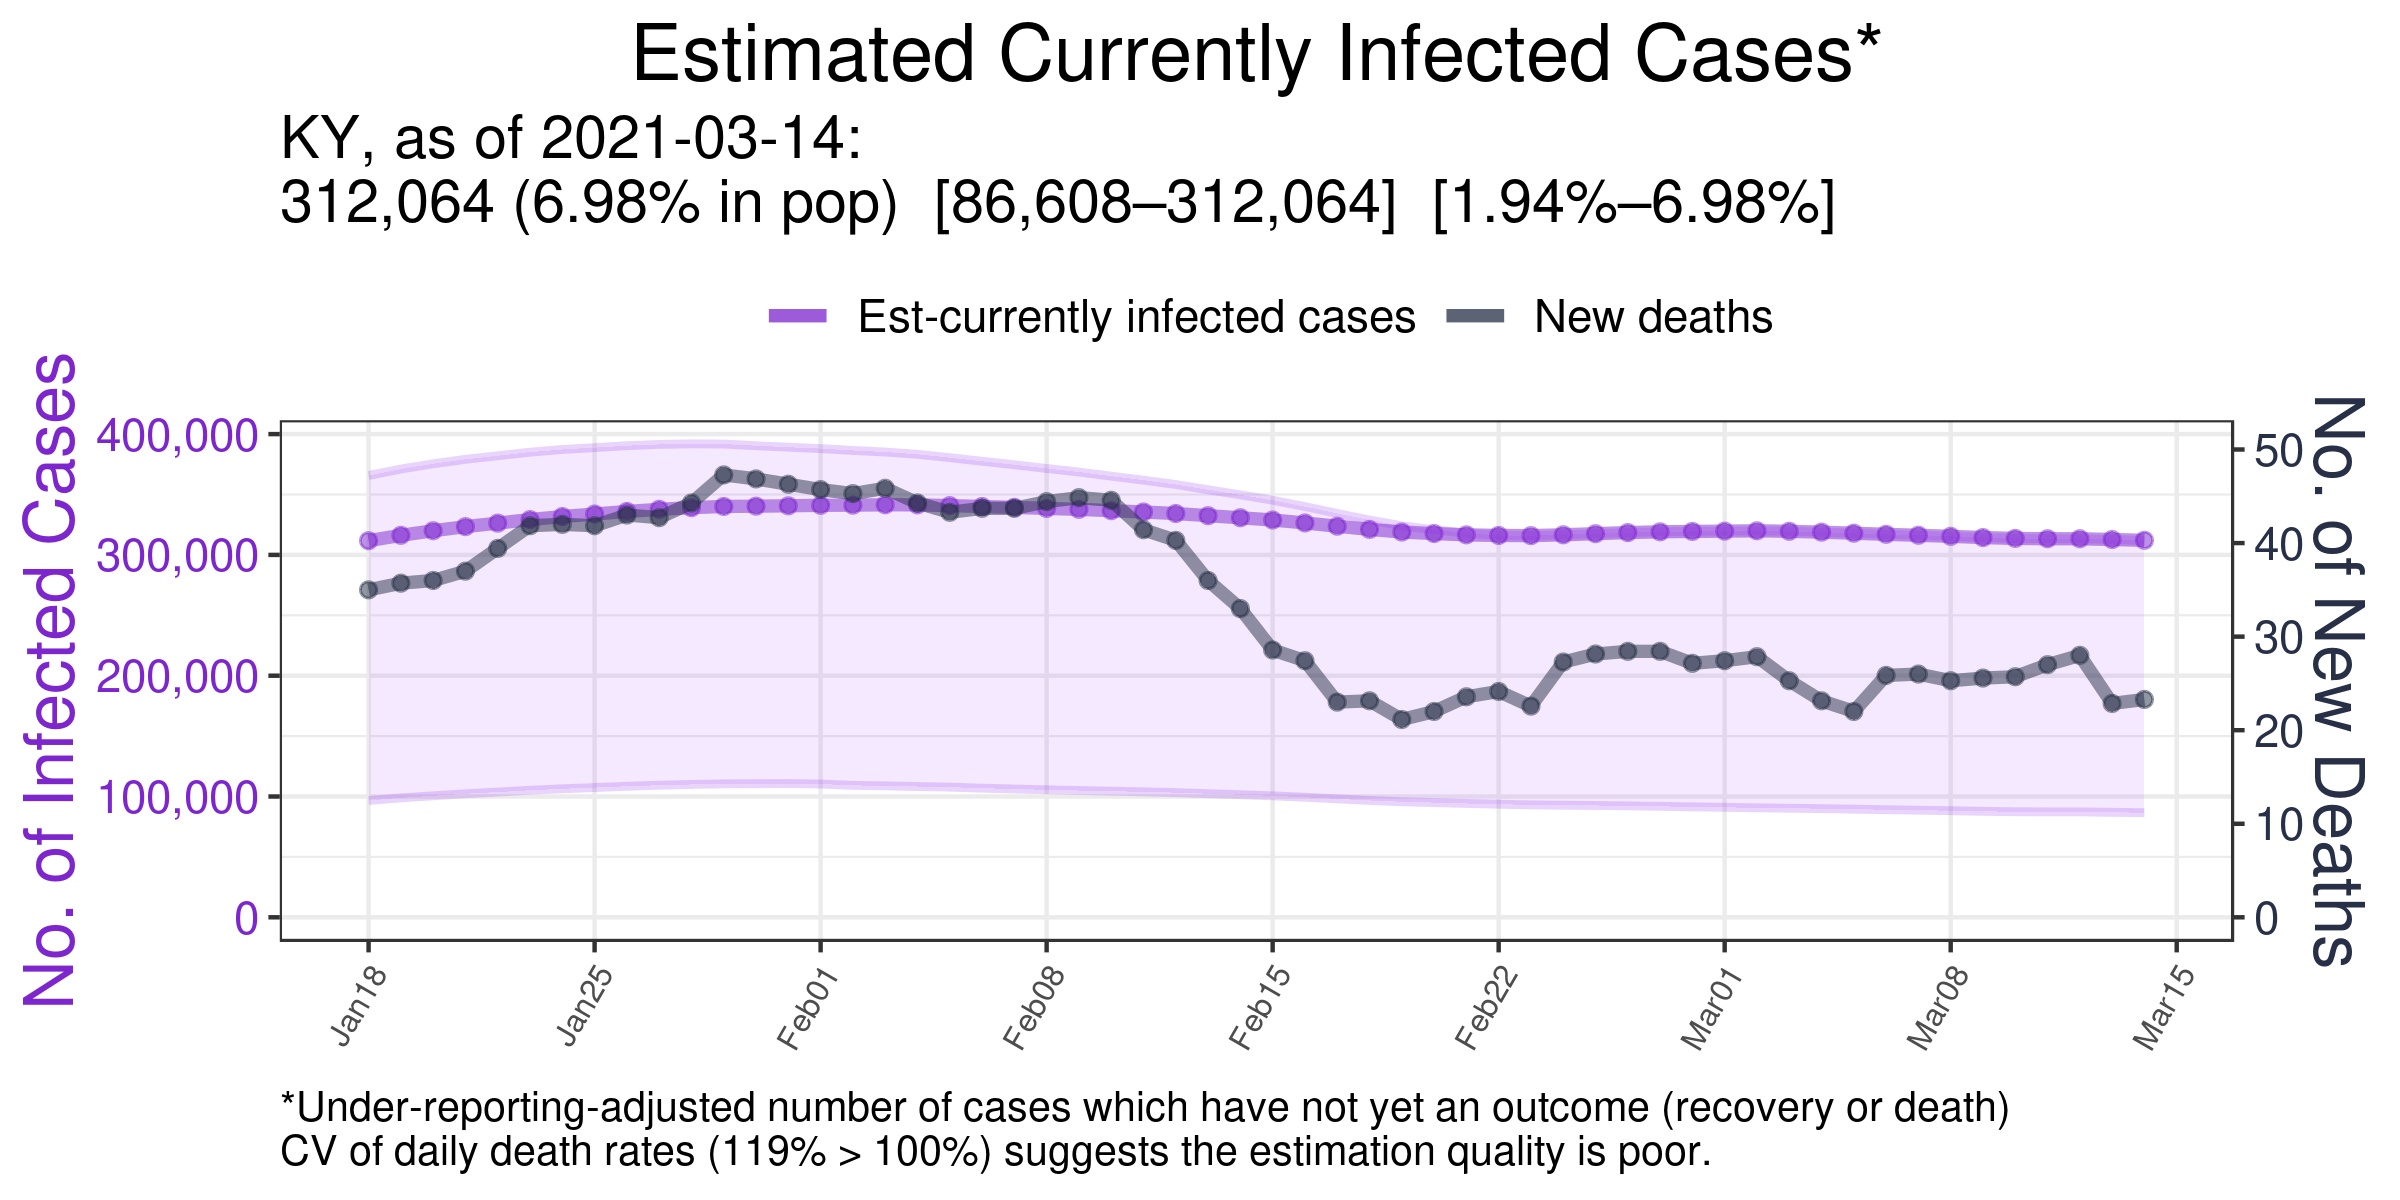 Estimated Currently Infected Cases*
KY, as of 2021-03-14:
312,064 (6.98% in pop)  [86,608–312,064]  [1.94%–6.98%]
Est-currently infected cases
New deaths
No. of Infected Cases
400,000
300,000
200,000
100,000
0
50
40
30
20
10
0
No. of New Deaths
Jan18
Jan25
Feb01
Feb08
Feb15
Feb22
Mar01
Mar08
Mar15
*Under-reporting-adjusted number of cases which have not yet an outcome (recovery or death)
CV of daily death rates (119% > 100%) suggests the estimation quality is poor.